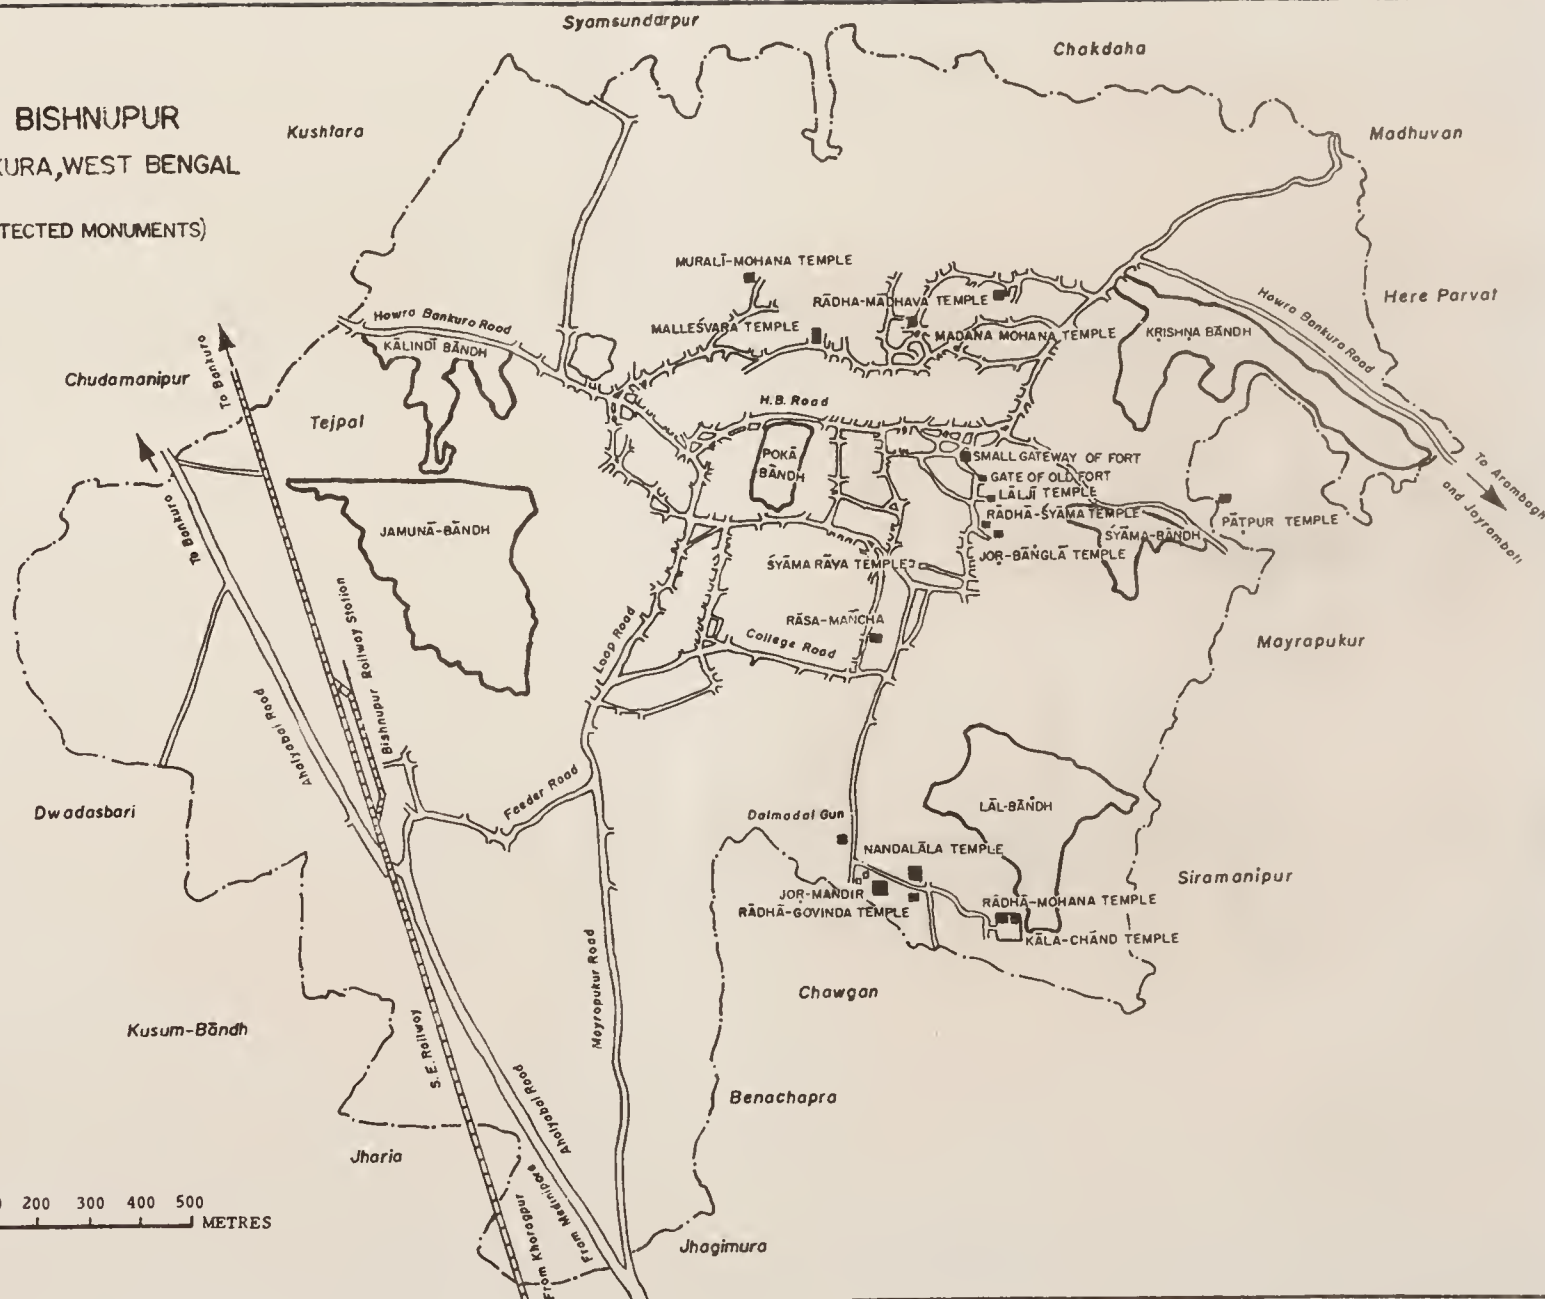 Syamsundarpur
Chakdaha
BISHNUPUR
KURA, WEST BENGAL
TECTED MONUMENTS)
Kushtara
Madhuvan
MURALĪ-MOHANA TEMPLE
RĀDHA-MĀDHAVA TEMPLE
Here Parvat
Howra Bankura Road
Howra Bankura Road
MALLEŚVARA TEMPLE
MADANA MOHANA TEMPLE
KRISHṆA BĀNDH
KĀLINDĪ BĀNDH
To Bankura
Chudamanipur
Tejpal
H.B. Road
POKĀ
BĀNDH
SMALL GATEWAY OF FORT
GATE OF OLD FORT
LĀLJĪ TEMPLE
RĀDHĀ-ŚYĀMA TEMPLE
ŚYĀMA-BĀNDH
PĀTPUR TEMPLE
To Arambagh
and Jayrambati
To Bankura
JAMUNĀ-BĀNDH
JOR-BĀNGLĀ TEMPLE
ŚYĀMA RĀYA TEMPLE
RĀSA-MAÑCHA
College Road
Loop Road
Mayrapukur
Bishnupur Railway Station
Ahalyabai Road
Feeder Road
Dwadasbari
LĀL-BĀNDH
Dalmadal Gun
NANDALĀLA TEMPLE
JOR-MANDIR
RĀDHĀ-GOVINDA TEMPLE
Siramanipur
RĀDHĀ-MOHANA TEMPLE
KĀLA-CHĀND TEMPLE
Chawgan
Kusum-Bāndh
Mayrapukur Road
S.E. Railway
Ahalyabai Road
Benachapra
Jharia
From Kharagpur
From Medinipore
Jhagimura
200 300 400 500
METRES